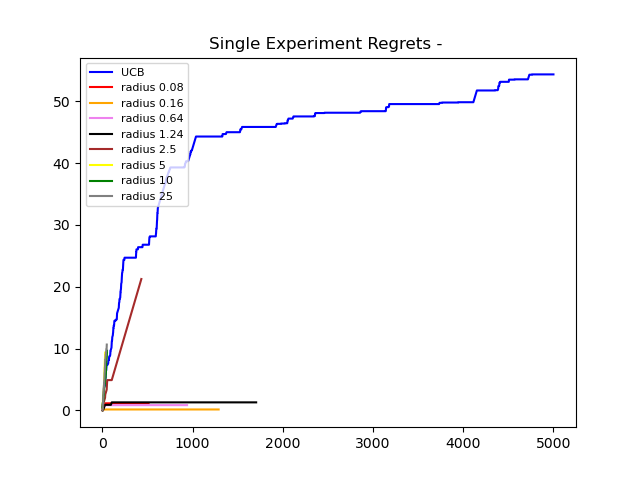 Single Experiment Regrets -
UCB
radius 0.08
radius 0.16
radius 0.64
radius 1.24
radius 2.5
radius 5
radius 10
radius 25
50
40
30
20
10
0
0 1000 2000 3000 4000 5000